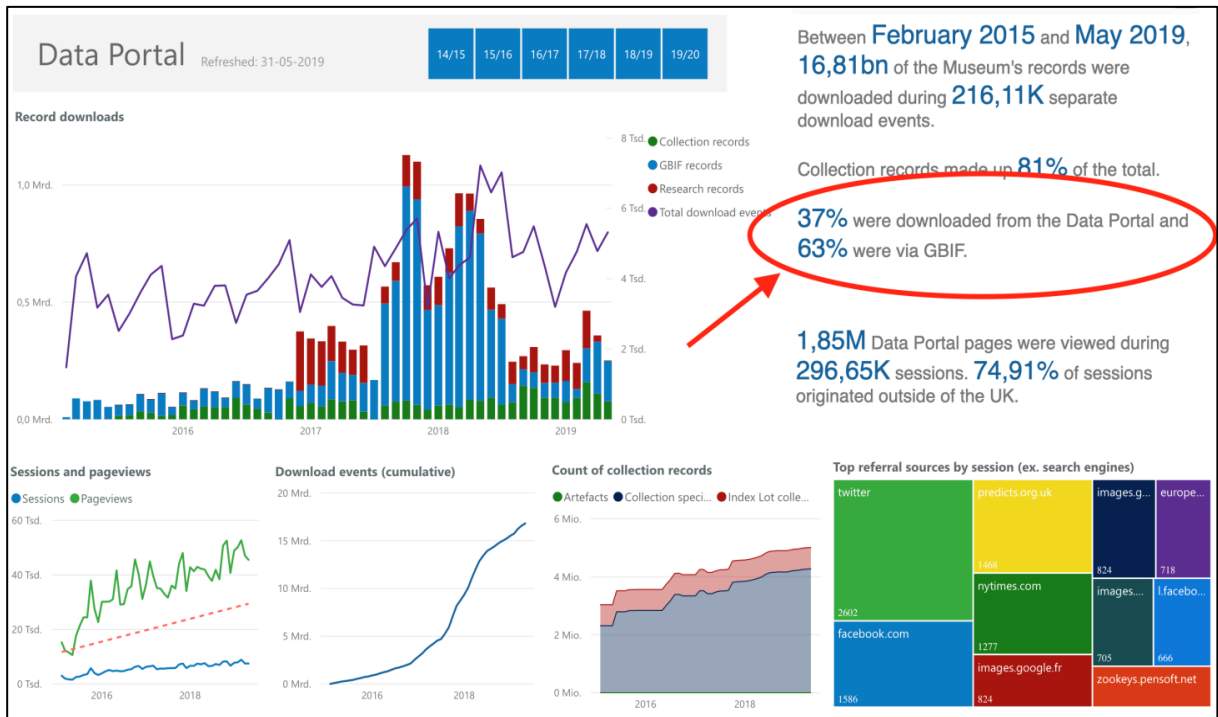 Data Portal Refreshed: 31-05-2019
14/15 15/16 16/17 17/18 18/19 19/20
Between February 2015 and May 2019,
16,81bn of the Museum's records were
downloaded during 216,11K separate
download events.
Collection records made up 81% of the total.
37% were downloaded from the Data Portal and
63% were via GBIF.
1,85M Data Portal pages were viewed during
296,65K sessions. 74,91% of sessions
originated outside of the UK.
Record downloads
1,0 Mrd.
0,5 Mrd.
0,0 Mrd.
8 Tsd.
6 Tsd.
4 Tsd.
2 Tsd.
0 Tsd.
Collection records
GBIF records
Research records
Total download events
2016 2017 2018 2019
Sessions and pageviews
Sessions Pageviews
60 Tsd.
40 Tsd.
20 Tsd.
0 Tsd.
2016 2018
Download events (cumulative)
20 Mrd.
15 Mrd.
10 Mrd.
5 Mrd.
0 Mrd.
2016 2018
Count of collection records
Artefacts Collection speci... Index Lot colle...
6 Mio.
4 Mio.
2 Mio.
0 Mio.
2016 2018
Top referral sources by session (ex. search engines)
twitter
2602
facebook.com
1586
predicts.org.uk
1468
nytimes.com
1277
images.google.fr
824
images.g...
824
europe...
718
images....
705
l.facebo...
666
zookeys.pensoft.net